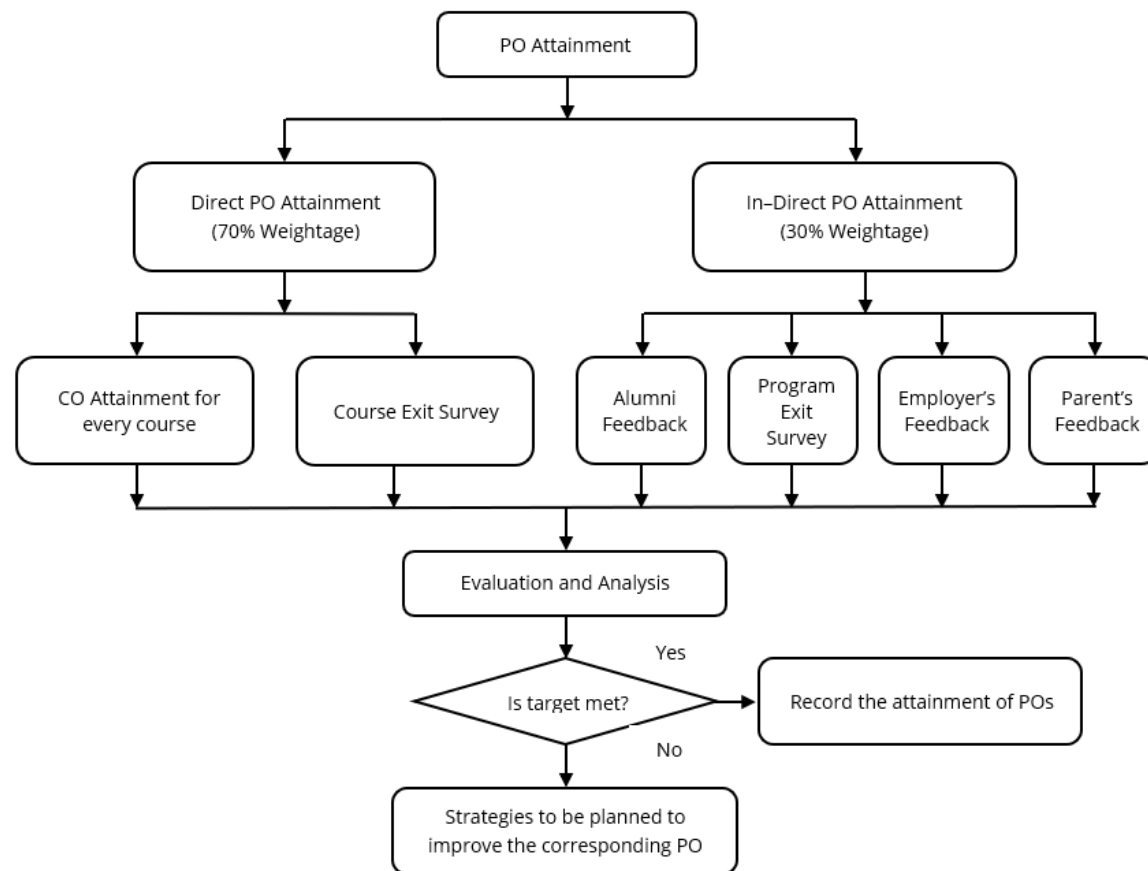 PO Attainment
Direct PO Attainment
(70% Weightage)
In–Direct PO Attainment
(30% Weightage)
CO Attainment for
every course
Course Exit Survey
Alumni
Feedback
Program
Exit
Survey
Employer’s
Feedback
Parent’s
Feedback
Evaluation and Analysis
Yes
Is target met?
Record the attainment of POs
No
Strategies to be planned to
improve the corresponding PO